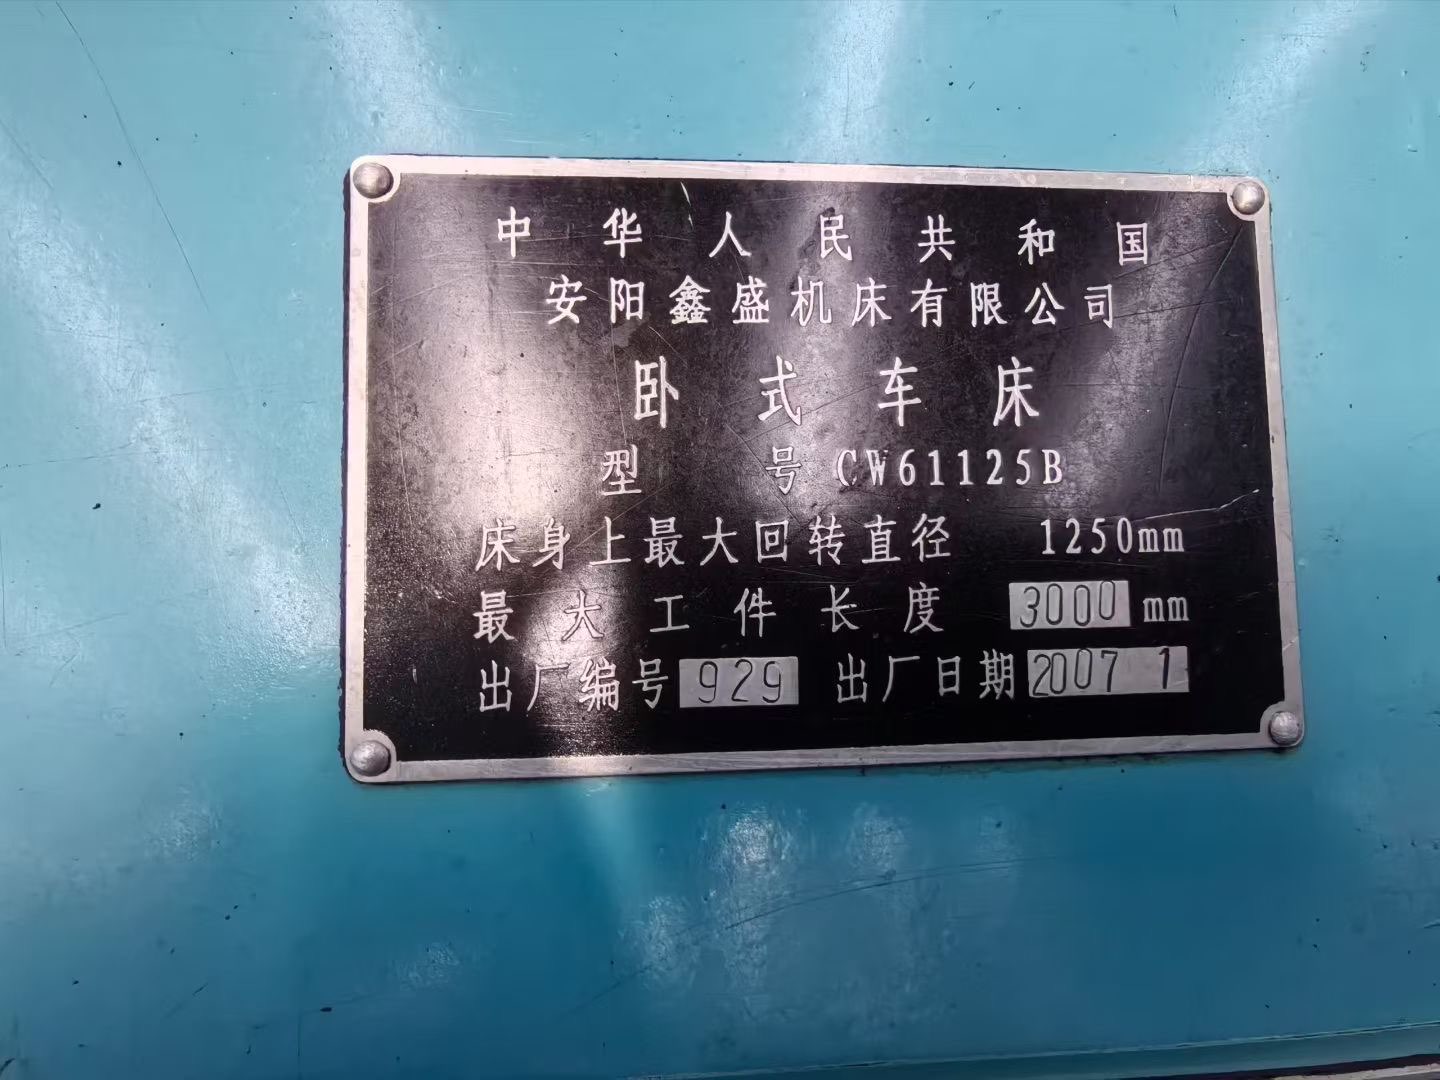 中华人民共和国
安阳鑫盛机床有限公司
卧式车床
型号 CW61125B
床身上最大回转直径 1250mm
最大工件长度 3000 mm
出厂编号 929 出厂日期 2007 1